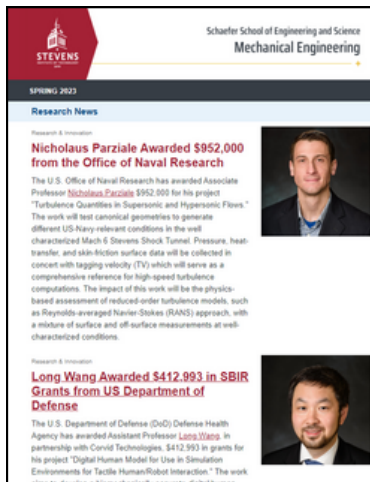 Schaefer School of Engineering and Science
Mechanical Engineering
STEVENS
SPRING 2023
Research News
Research & Innovation
Nicholaus Parziale Awarded $952,000
from the Office of Naval Research
The U.S. Office of Naval Research has awarded Associate
Professor Nicholaus Parziale $952,000 for his project
"Turbulence Quantities in Supersonic and Hypersonic Flows."
The work will test canonical geometries to generate
different US-Navy-relevant conditions in the well
characterized Mach 6 Stevens Shock Tunnel. Pressure, heat-
transfer, and skin-friction surface data will be collected in
concert with tagging velocity (TV) which will serve as a
comprehensive reference for high-speed turbulence
computations. The impact of this work will be the physics-
based assessment of reduced-order turbulence models, such
as Reynolds-averaged Navier-Stokes (RANS) approach, with
a mixture of surface and off-surface measurements at well-
characterized conditions.
Research & Innovation
Long Wang Awarded $412,993 in SBIR
Grants from US Department of
Defense
The U.S. Department of Defense (DoD) Defense Health
Agency has awarded Assistant Professor Long Wang, in
partnership with Corvid Technologies, $412,993 in grants for
his project "Digital Human Model for Use in Simulation
Environments for Tactile Human/Robot Interaction." The work